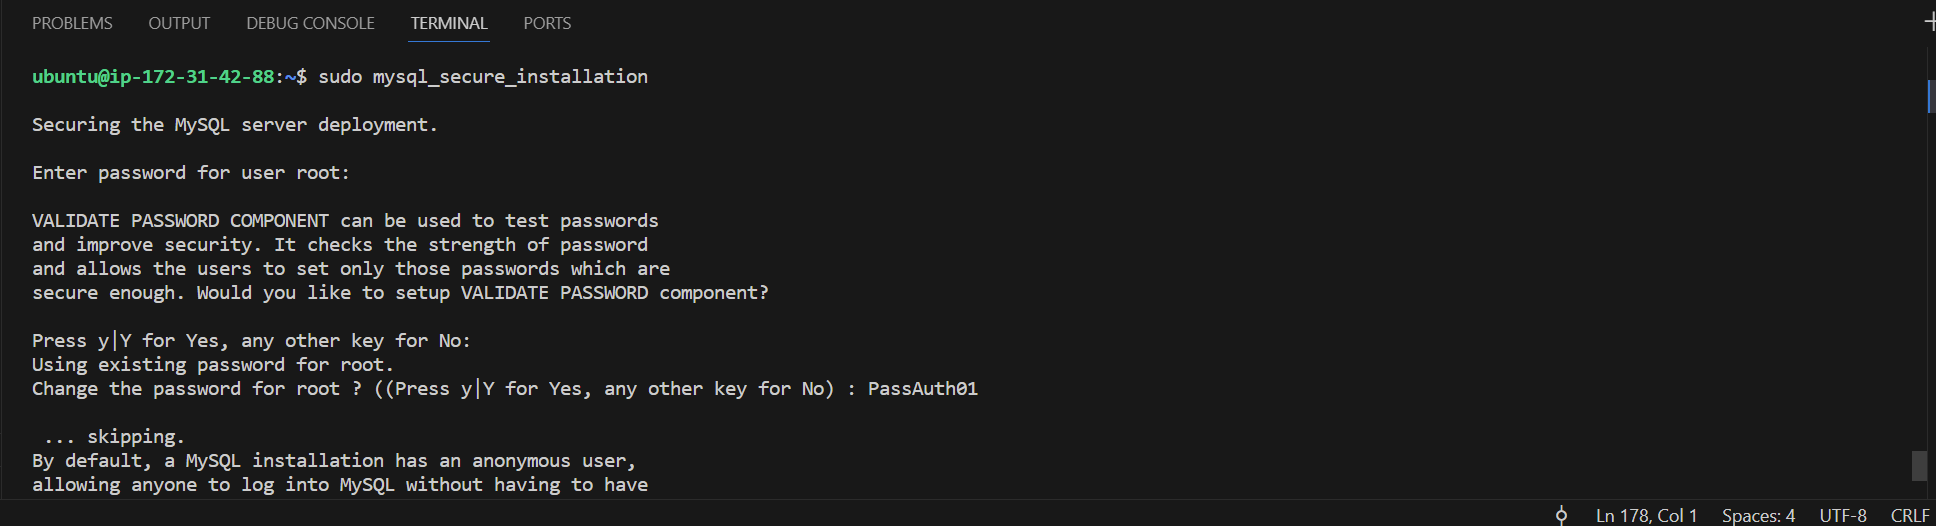 PROBLEMS OUTPUT DEBUG CONSOLE TERMINAL PORTS
ubuntu@ip-172-31-42-88:~$ sudo mysql_secure_installation
Securing the MySQL server deployment.
Enter password for user root:
VALIDATE PASSWORD COMPONENT can be used to test passwords
and improve security. It checks the strength of password
and allows the users to set only those passwords which are
secure enough. Would you like to setup VALIDATE PASSWORD component?
Press y|Y for Yes, any other key for No:
Using existing password for root.
Change the password for root ? ((Press y|Y for Yes, any other key for No) : PassAuth01
... skipping.
By default, a MySQL installation has an anonymous user,
allowing anyone to log into MySQL without having to have
Ln 178, Col 1 Spaces: 4 UTF-8 CRLF